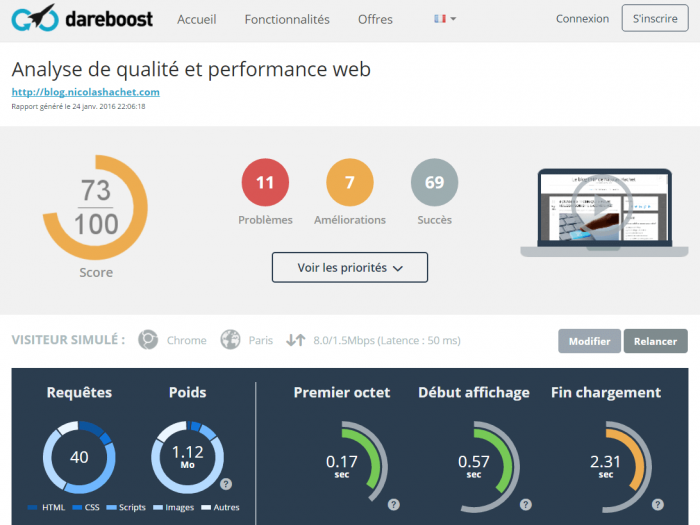 dareboost
Accueil Fonctionnalités Offres
Connexion S'inscrire
Analyse de qualité et performance web
http://blog.nicolashachet.com
Rapport généré le 24 janv. 2016 22:06:18
73
100
Score
11 7 69
Problèmes Améliorations Succès
Voir les priorités
VISITEUR SIMULÉ : Chrome Paris 8.0/1.5Mbps (Latence : 50 ms)
Modifier Relancer
Requêtes Poids Premier octet Début affichage Fin chargement
40
1.12
Mo
?
0.17
sec
?
0.57
sec
?
2.31
sec
?
HTML CSS Scripts Images Autres